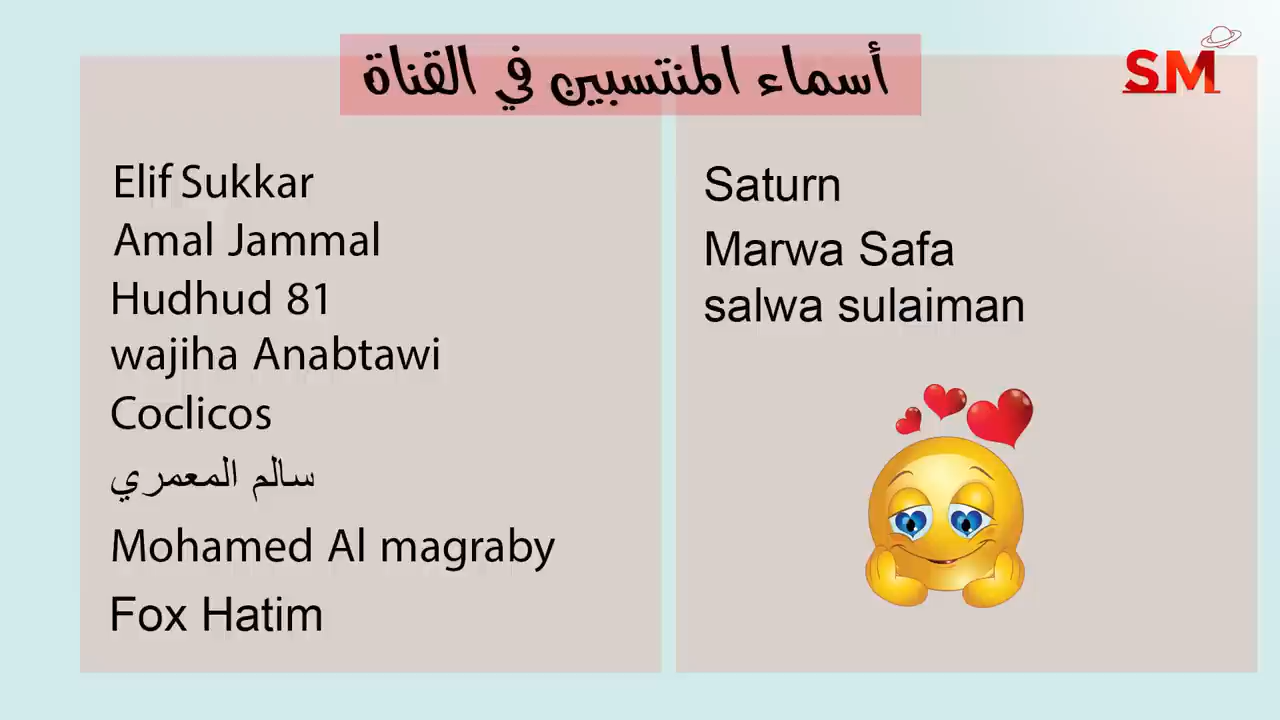 أسماء المنتسبين في القناة
SM
Elif Sukkar
Amal Jammal
Hudhud 81
wajiha Anabtawi
Coclicos
سالم المعمري
Mohamed Al magraby
Fox Hatim
Saturn
Marwa Safa
salwa sulaiman